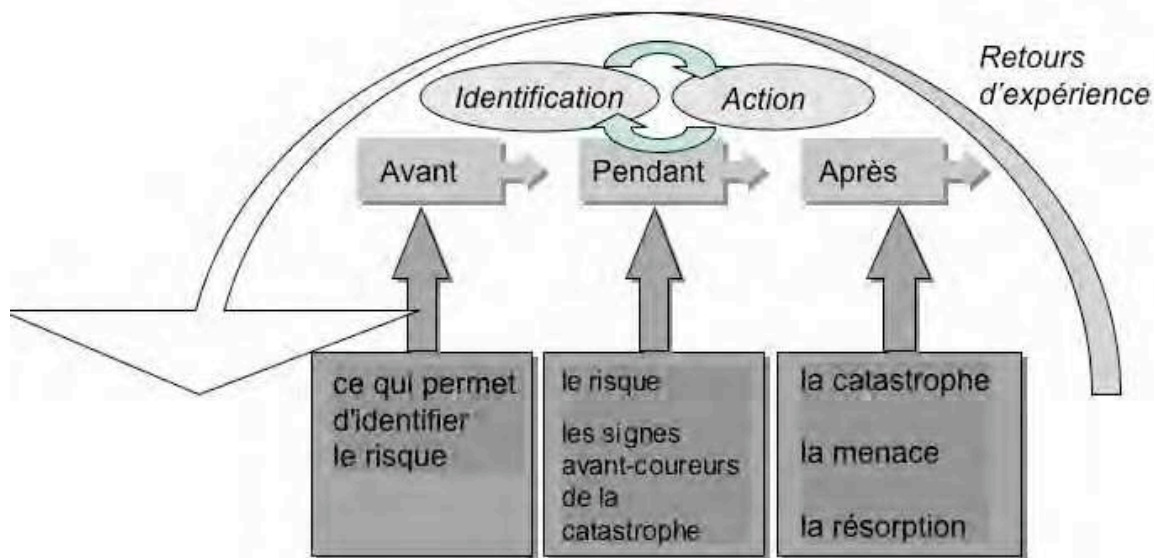 Retours
d'expérience
Identification
Action
Avant
Pendant
Après
ce qui permet
d'identifier
le risque
le risque
les signes
avant-coureurs
de la
catastrophe
la catastrophe
la menace
la résorption